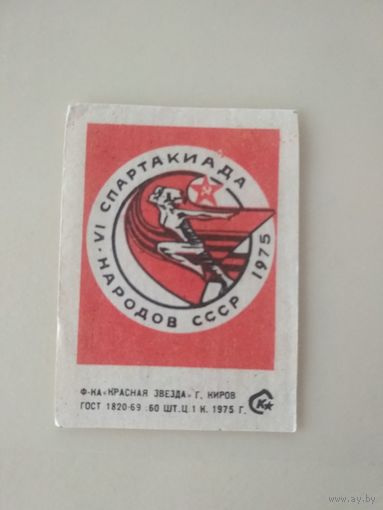 VI СПАРТАКИАДА
НАРОДОВ СССР 1975
Ф-КА «КРАСНАЯ ЗВЕЗДА» Г. КИРОВ
ГОСТ 1820-69 .60 ШТ.Ц.1 К. 1975 Г.
www.ay.by